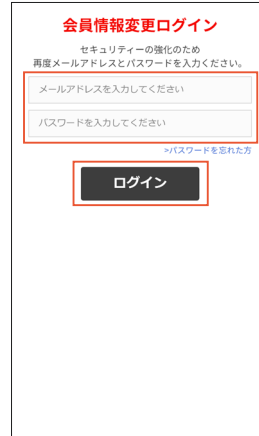 会員情報変更ログイン
セキュリティーの強化のため
再度メールアドレスとパスワードを入力ください。
メールアドレスを入力してください
パスワードを入力してください
>パスワードを忘れた方
ログイン